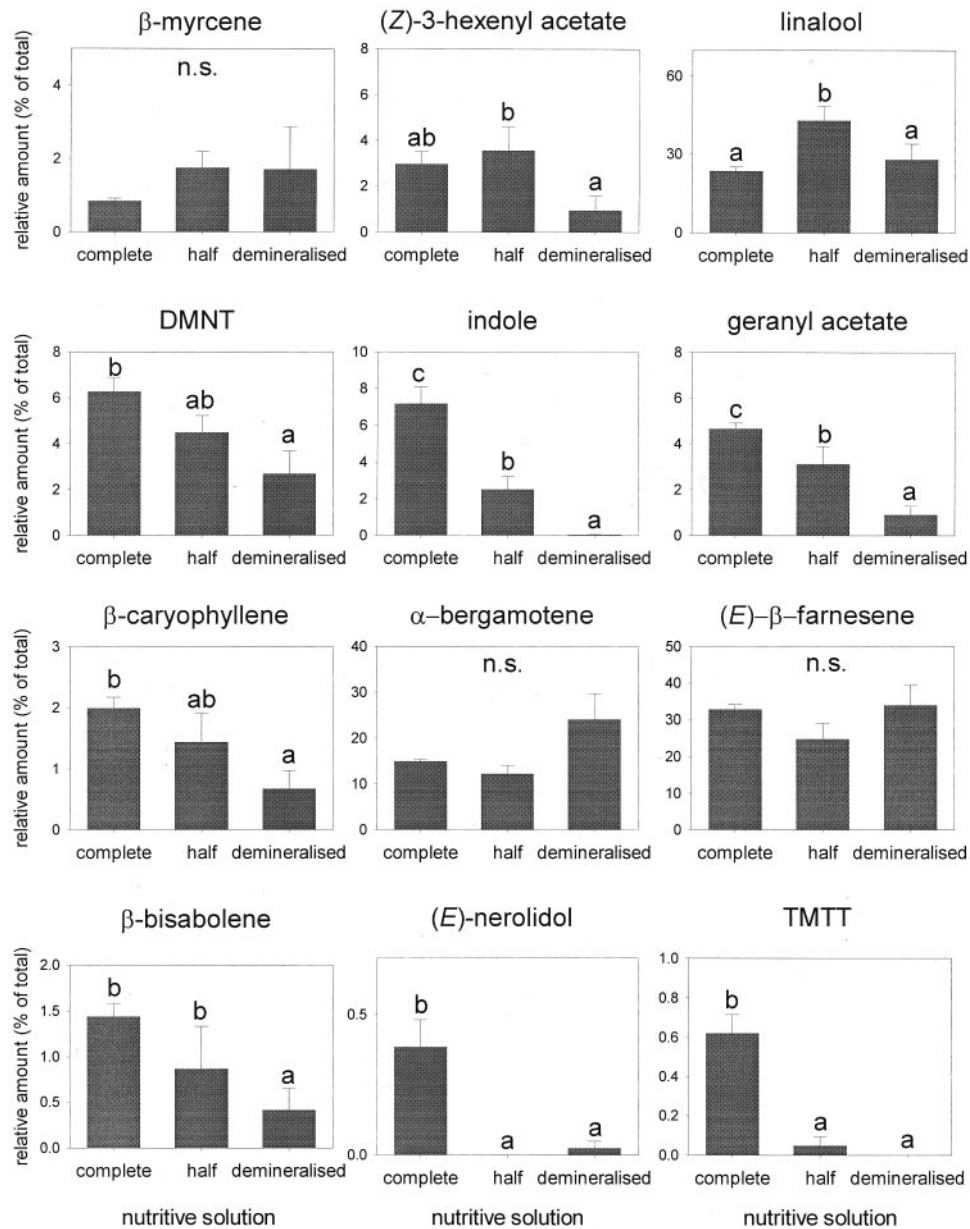 β-myrcene (Z)-3-hexenyl acetate linalool
relative amount (% of total)
4
2
0
n.s.
complete half demineralised
8
6
4
2
0
ab b a
complete half demineralised
60
30
0
a b a
complete half demineralised
DMNT indole geranyl acetate
relative amount (% of total)
8
6
4
2
0
b ab a
complete half demineralised
10
8
6
4
2
0
c b a
complete half demineralised
8
6
4
2
0
c b a
complete half demineralised
β-caryophyllene α–bergamotene (E)–β–farnesene
relative amount (% of total)
3
2
1
0
b ab a
complete half demineralised
40
30
20
10
0
n.s.
complete half demineralised
50
40
30
20
10
0
n.s.
complete half demineralised
β-bisabolene (E)-nerolidol TMTT
relative amount (% of total)
2.0
1.5
1.0
0.5
0.0
b b a
complete half demineralised
0.5
0.0
b a a
complete half demineralised
1.0
0.8
0.6
0.4
0.2
0.0
b a a
complete half demineralised
nutritive solution nutritive solution nutritive solution